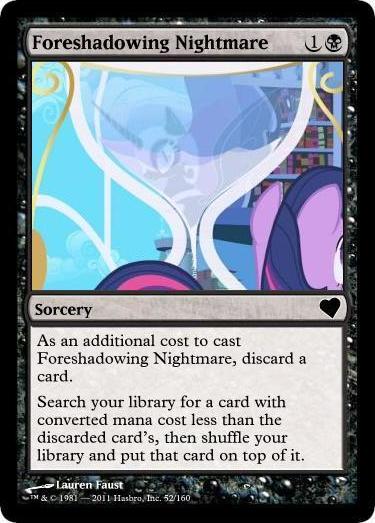 Foreshadowing Nightmare 1
Sorcery
As an additional cost to cast
Foreshadowing Nightmare, discard a
card.
Search your library for a card with
converted mana cost less than the
discarded card's, then shuffle your
library and put that card on top of it.
Lauren Faust
™ & © 1981 — 2011 Hasbro, Inc. 52/160